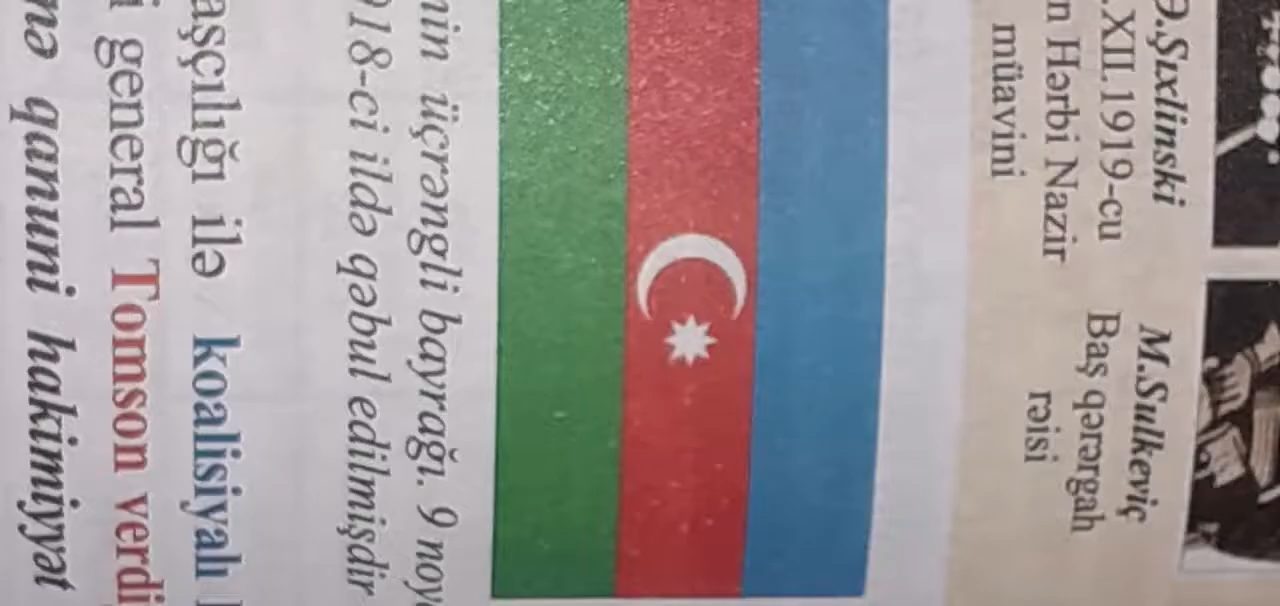 Ə.Şıxlinski
XII.1919-cu
Hərbi Nazir
müavini
M.Sulkeviç
Baş qərargah
rəisi
üçrəngli bayrağı. 9
ildə qəbul edilmişdir
ilə koalisiyalı
general Tomson verdi
qanuni hakimiyyət